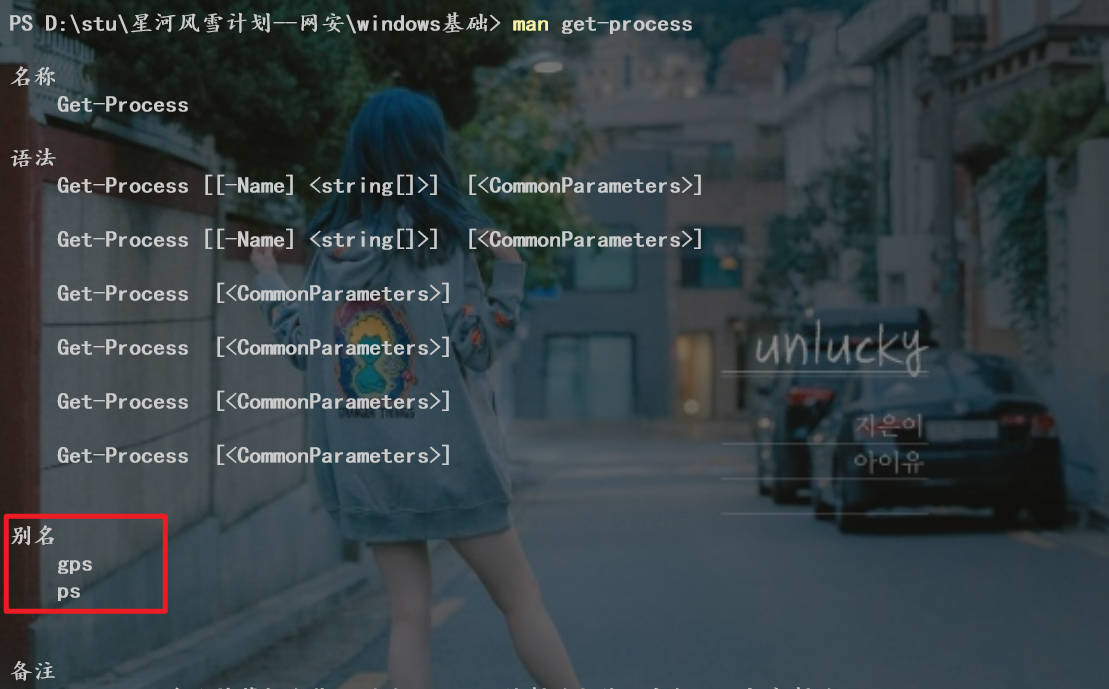 PS D:\stu\星河风雪计划--网安\windows基础> man get-process
名称
Get-Process
语法
Get-Process [[-Name] <string[]>]  [<CommonParameters>]
Get-Process [[-Name] <string[]>]  [<CommonParameters>]
Get-Process  [<CommonParameters>]
Get-Process  [<CommonParameters>]
Get-Process  [<CommonParameters>]
Get-Process  [<CommonParameters>]
unlucky
지은이
아이유
别名
gps
ps
备注